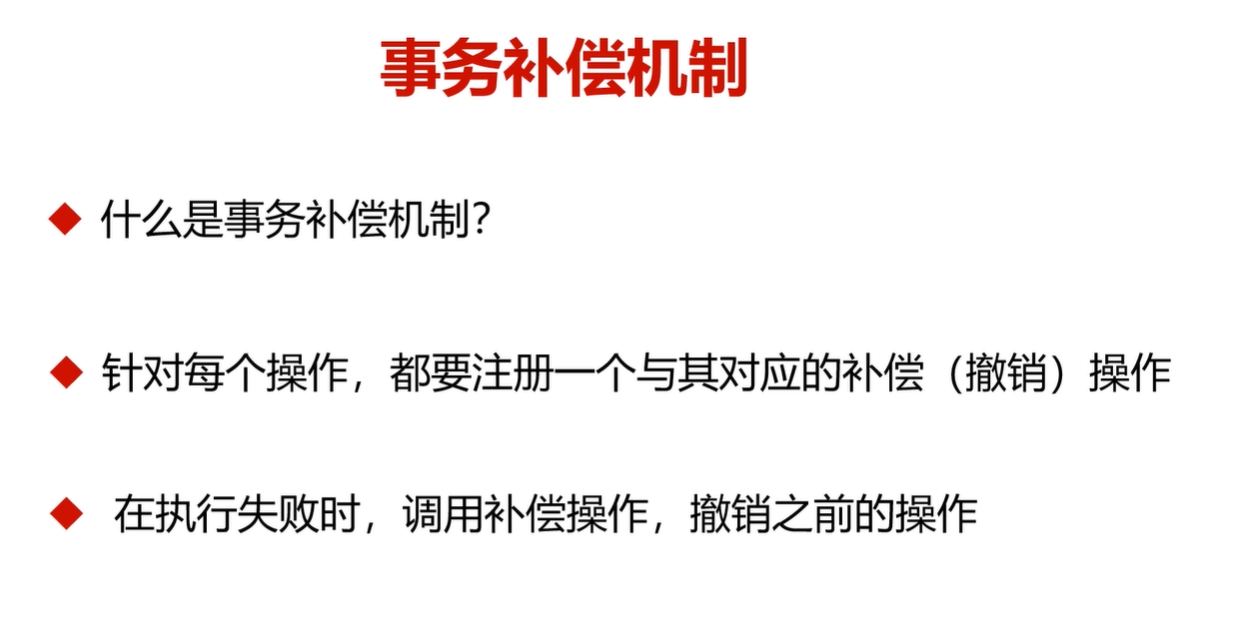 事务补偿机制
什么是事务补偿机制?
针对每个操作，都要注册一个与其对应的补偿（撤销）操作
在执行失败时，调用补偿操作，撤销之前的操作